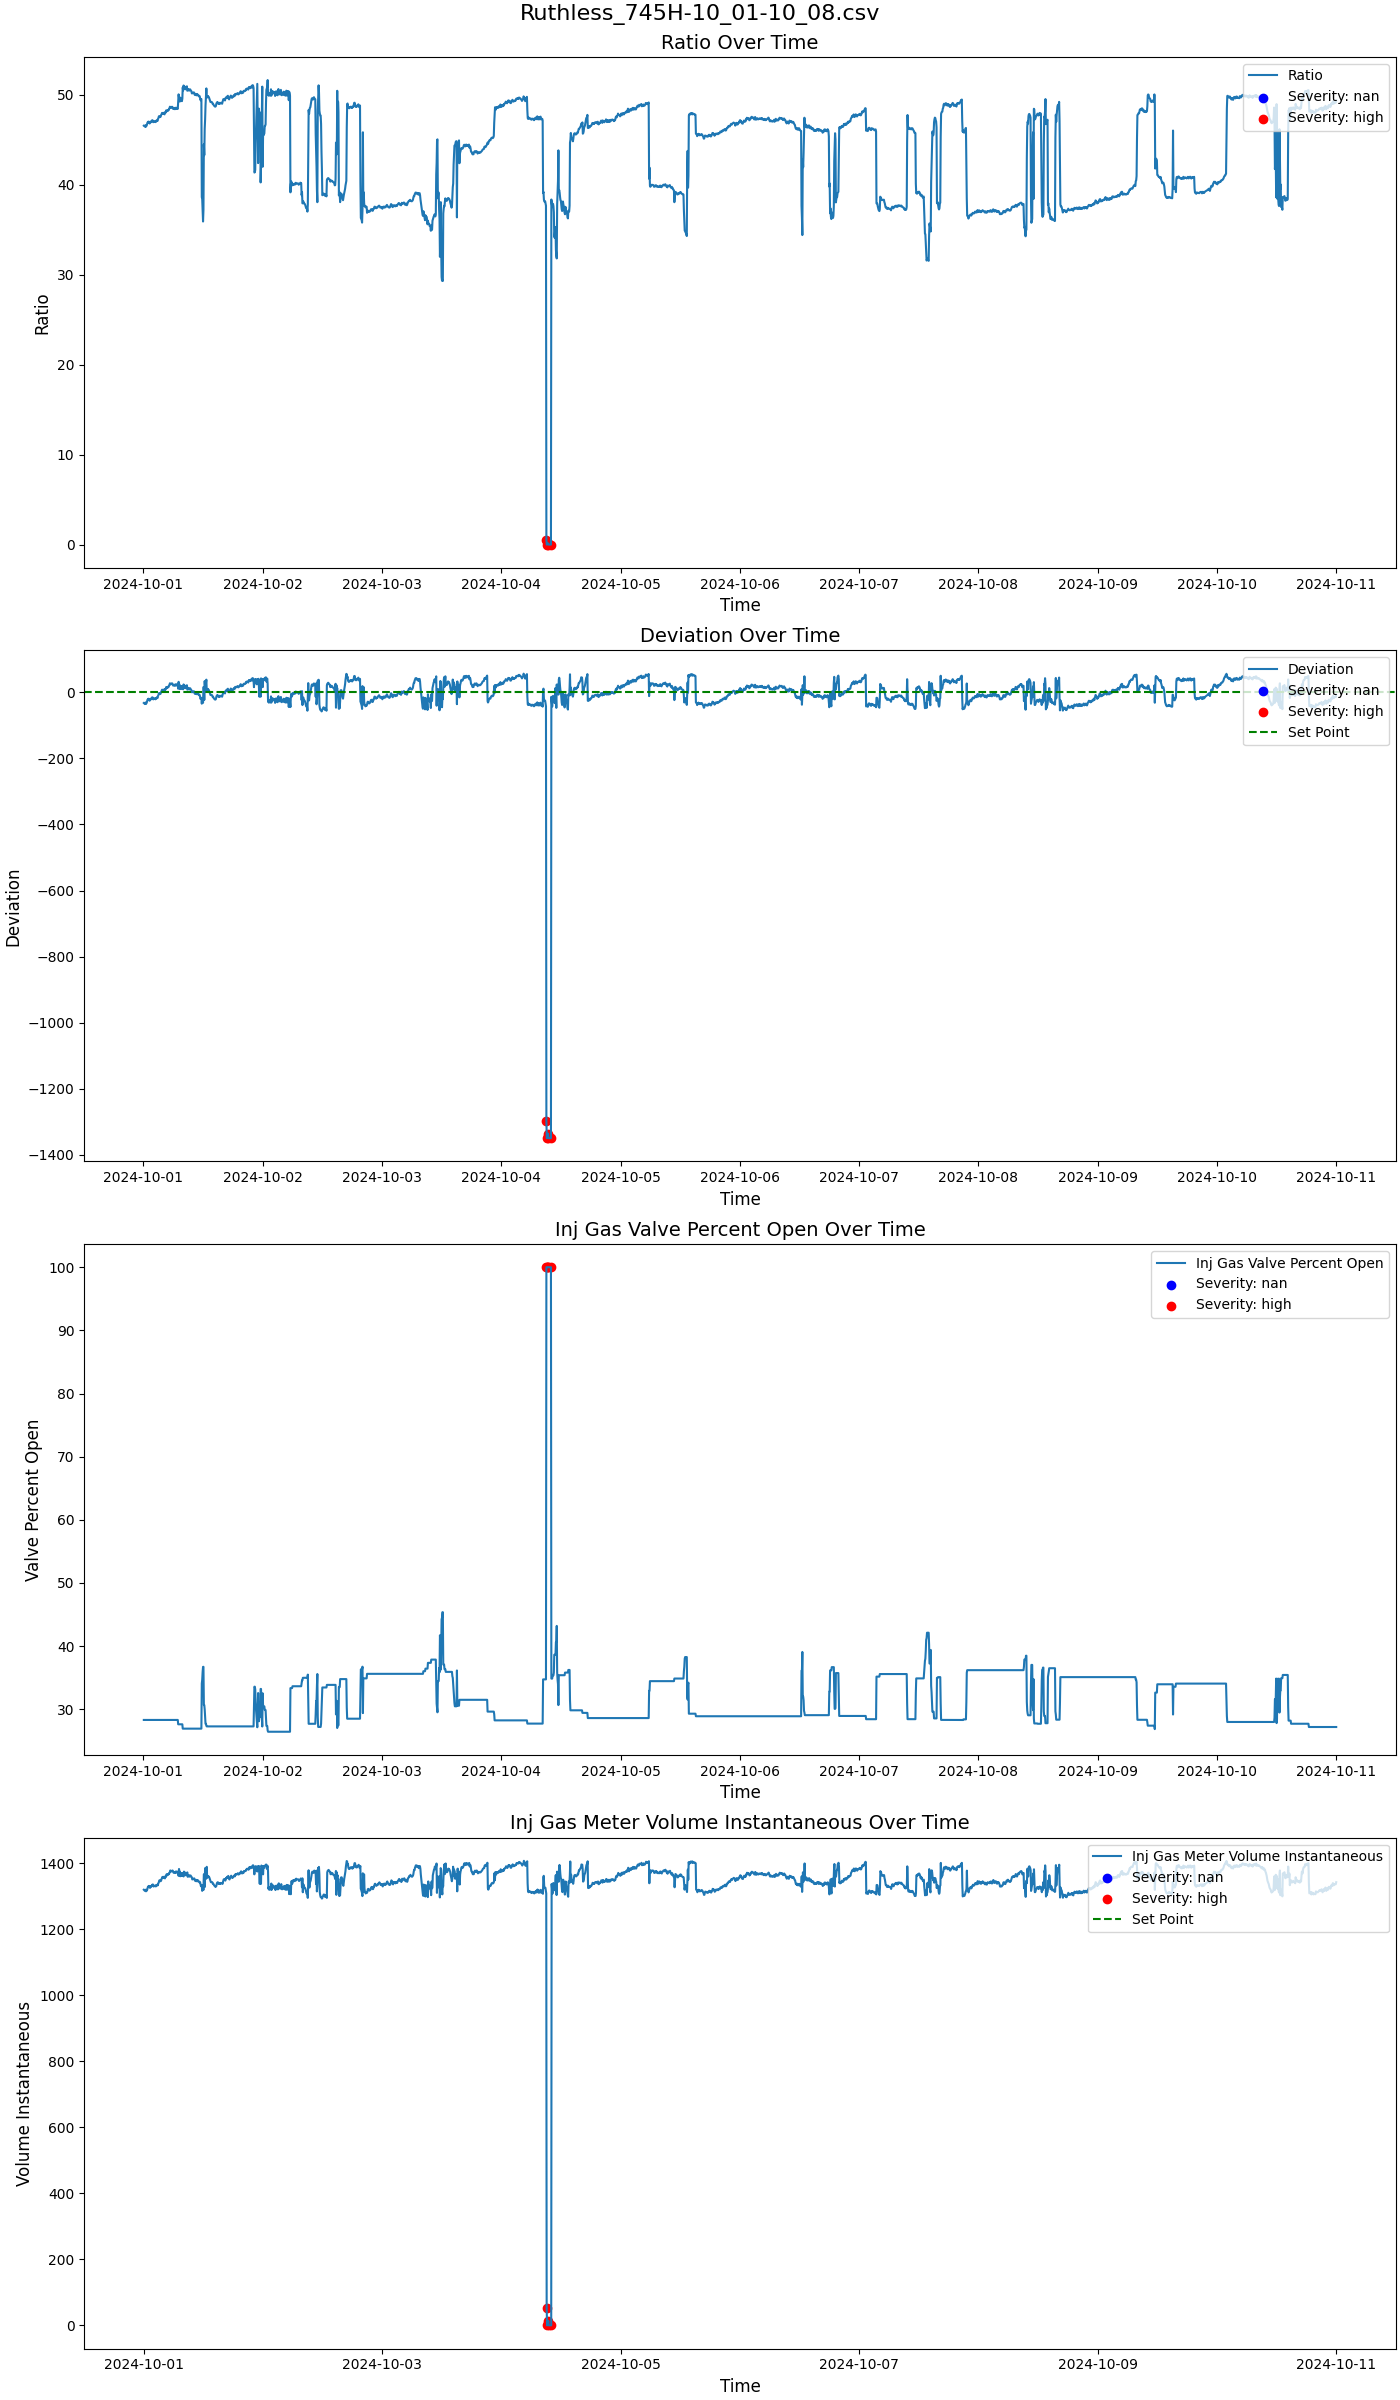 Ruthless_745H-10_01-10_08.csv
Ratio Over Time
Ratio
50
40
30
20
10
0
Ratio
Severity: nan
Severity: high
2024-10-01 2024-10-02 2024-10-03 2024-10-04 2024-10-05 2024-10-06 2024-10-07 2024-10-08 2024-10-09 2024-10-10 2024-10-11
Time
Deviation Over Time
Deviation
0
−200
−400
−600
−800
−1000
−1200
−1400
Deviation
Severity: nan
Severity: high
Set Point
2024-10-01 2024-10-02 2024-10-03 2024-10-04 2024-10-05 2024-10-06 2024-10-07 2024-10-08 2024-10-09 2024-10-10 2024-10-11
Time
Inj Gas Valve Percent Open Over Time
Valve Percent Open
100
90
80
70
60
50
40
30
Inj Gas Valve Percent Open
Severity: nan
Severity: high
2024-10-01 2024-10-02 2024-10-03 2024-10-04 2024-10-05 2024-10-06 2024-10-07 2024-10-08 2024-10-09 2024-10-10 2024-10-11
Time
Inj Gas Meter Volume Instantaneous Over Time
Volume Instantaneous
1400
1200
1000
800
600
400
200
0
Inj Gas Meter Volume Instantaneous
Severity: nan
Severity: high
Set Point
2024-10-01 2024-10-03 2024-10-05 2024-10-07 2024-10-09 2024-10-11
Time